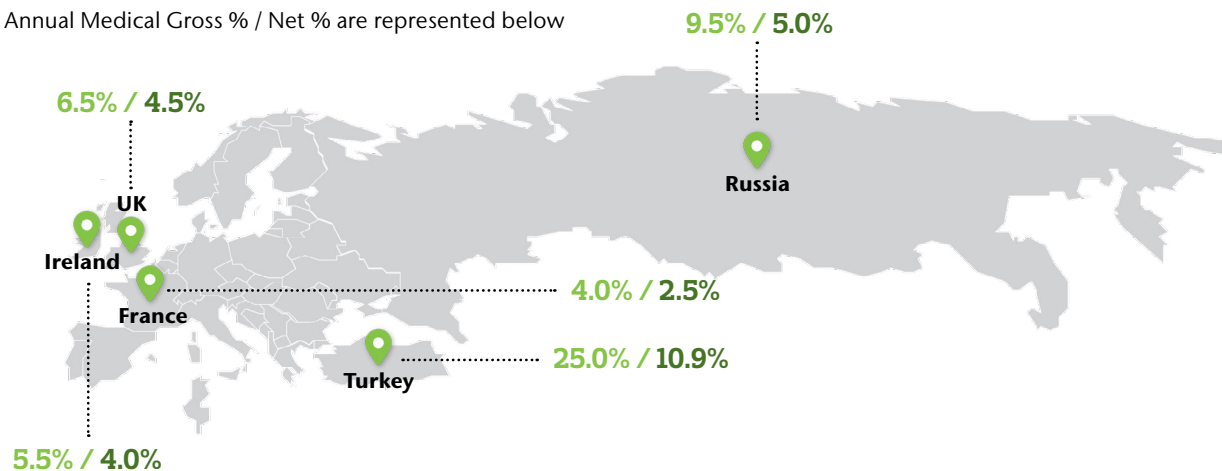 Annual Medical Gross % / Net % are represented below
9.5% / 5.0%
6.5% / 4.5%
Russia
UK
Ireland
France
4.0% / 2.5%
25.0% / 10.9%
Turkey
5.5% / 4.0%